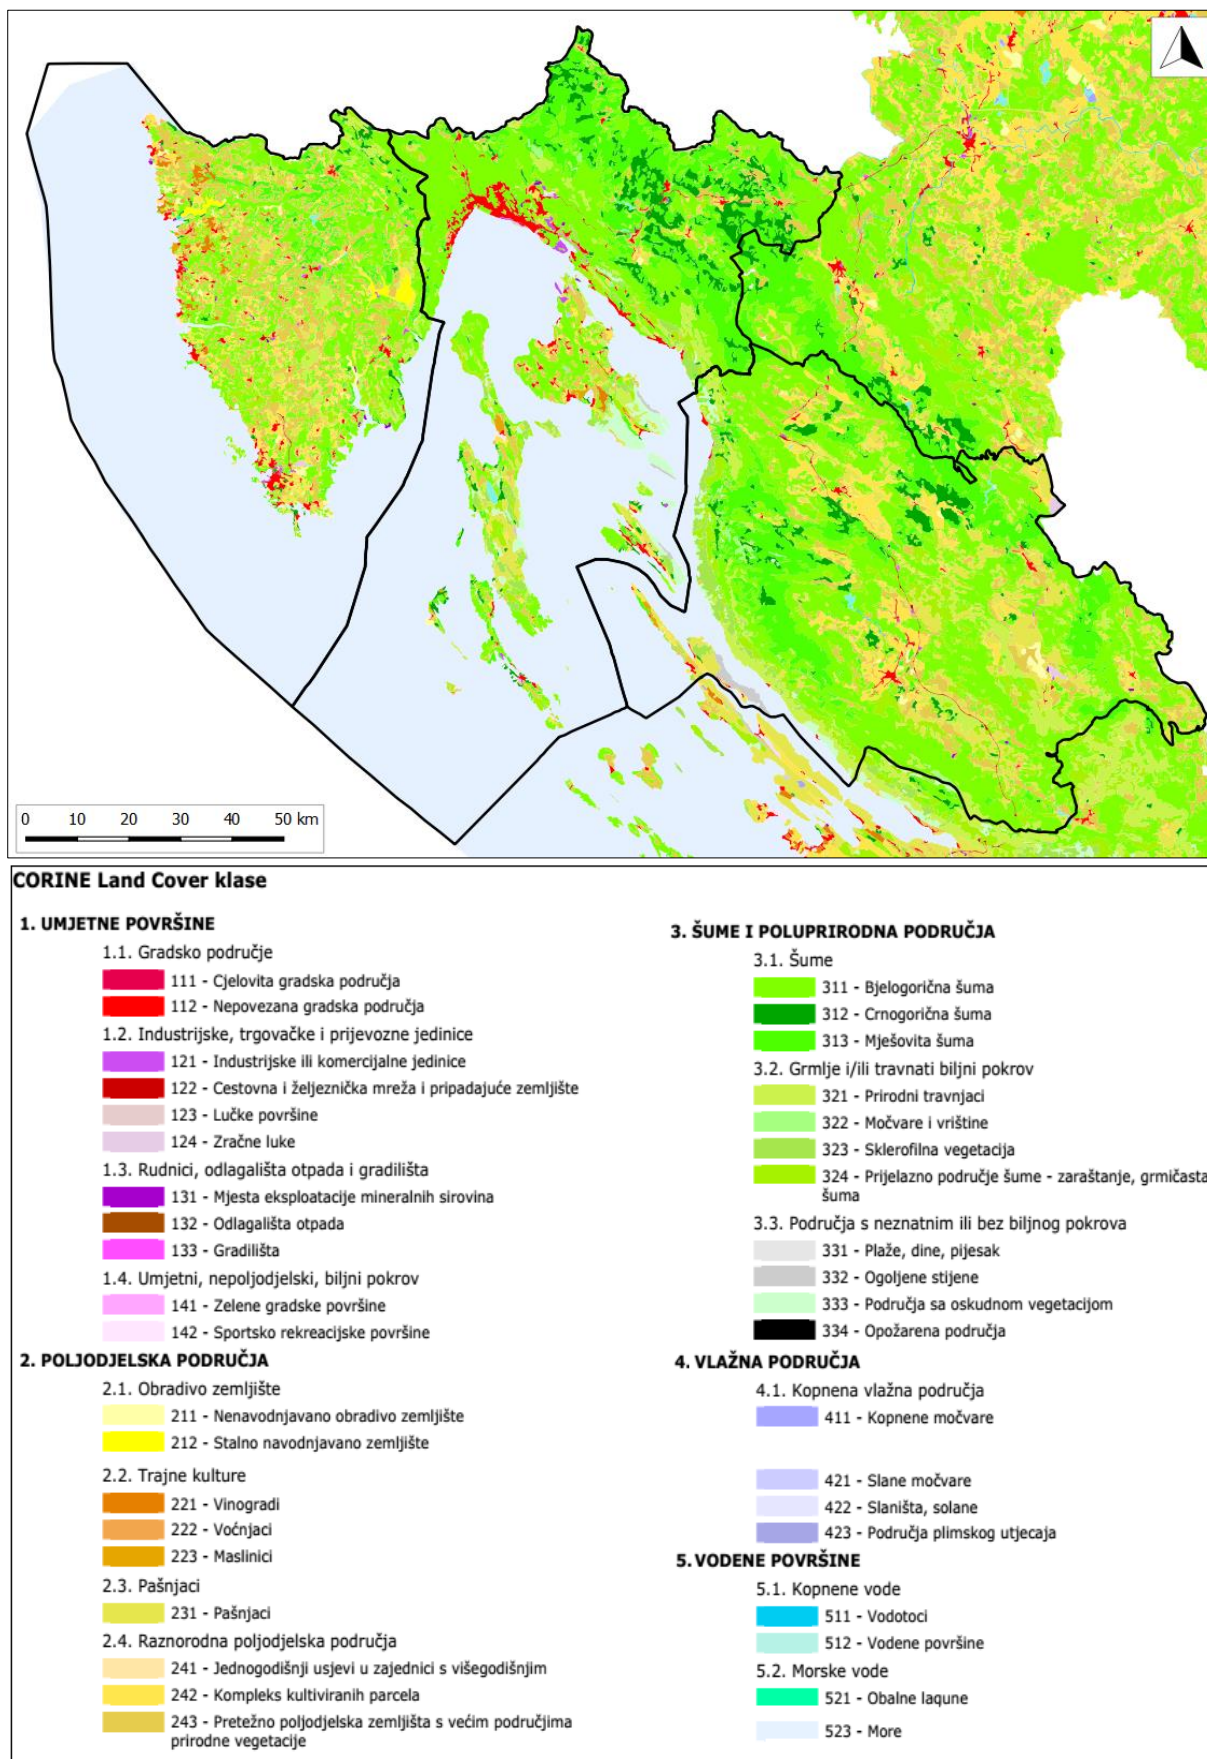 0 10 20 30 40 50 km
CORINE Land Cover klase
1. UMJETNE POVRŠINE
1.1. Gradsko područje
111 - Cjelovita gradska područja
112 - Nepovezana gradska područja
1.2. Industrijske, trgovačke i prijevozne jedinice
121 - Industrijske ili komercijalne jedinice
122 - Cestovna i željeznička mreža i pripadajuće zemljište
123 - Lučke površine
124 - Zračne luke
1.3. Rudnici, odlagališta otpada i gradilišta
131 - Mjesta eksploatacije mineralnih sirovina
132 - Odlagališta otpada
133 - Gradilišta
1.4. Umjetni, nepoljodjelski, biljni pokrov
141 - Zelene gradske površine
142 - Sportsko rekreacijske površine
2. POLJODJELSKA PODRUČJA
2.1. Obradivo zemljište
211 - Nenavodnjavano obradivo zemljište
212 - Stalno navodnjavano zemljište
2.2. Trajne kulture
221 - Vinogradi
222 - Voćnjaci
223 - Maslinici
2.3. Pašnjaci
231 - Pašnjaci
2.4. Raznorodna poljodjelska područja
241 - Jednogodišnji usjevi u zajednici s višegodišnjim
242 - Kompleks kultiviranih parcela
243 - Pretežno poljodjelska zemljišta s većim područjima
prirodne vegetacije
3. ŠUME I POLUPRIRODNA PODRUČJA
3.1. Šume
311 - Bjelogorična šuma
312 - Crnogorična šuma
313 - Mješovita šuma
3.2. Grmlje i/ili travnati biljni pokrov
321 - Prirodni travnjaci
322 - Močvare i vrištine
323 - Sklerofilna vegetacija
324 - Prijelazno područje šume - zaraštanje, grmičasta
šuma
3.3. Područja s neznatnim ili bez biljnog pokrova
331 - Plaže, dine, pijesak
332 - Ogoljene stijene
333 - Područja sa oskudnom vegetacijom
334 - Opožarena područja
4. VLAŽNA PODRUČJA
4.1. Kopnena vlažna područja
411 - Kopnene močvare
421 - Slane močvare
422 - Slaništa, solane
423 - Područja plimskog utjecaja
5. VODENE POVRŠINE
5.1. Kopnene vode
511 - Vodotoci
512 - Vodene površine
5.2. Morske vode
521 - Obalne lagune
523 - More